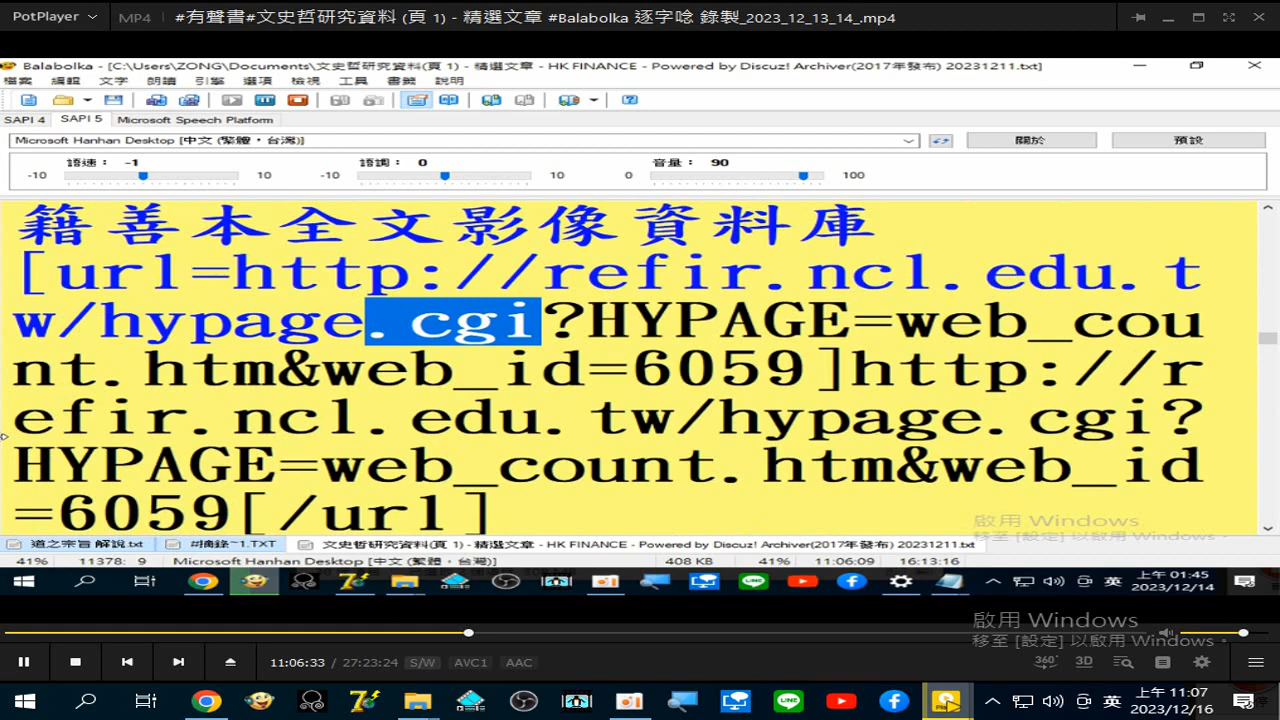 PotPlayer MP4 #有聲書#文史哲研究資料 (頁 1) - 精選文章 #Balabolka 逐字唸 錄製_2023_12_13_14_.mp4
Balabolka - [C:\Users\ZONG\Documents\文史哲研究資料(頁 1) - 精選文章 - HK FINANCE - Powered by Discuz! Archiver(2017年發布) 20231211.txt]
檔案 編輯 文字 朗讀 引擎 選項 檢視 工具 書籤 說明
SAPI 4 SAPI 5 Microsoft Speech Platform
Microsoft Hanhan Desktop [中文 (繁體，台灣)] 關於 預設
語速： -1 語調： 0 音量： 90
-10 10 -10 10 0 100
籍善本全文影像資料庫
[url=http://refir.ncl.edu.t
w/hypage.cgi?HYPAGE=web_cou
nt.htm&web_id=6059]http://r
efir.ncl.edu.tw/hypage.cgi?
HYPAGE=web_count.htm&web_id
=6059[/url]
啟用 Windows
移至 [設定] 以啟用 Windows。
道之宗旨 解說.txt #摘錄~1.TXT 文史哲研究資料(頁 1) - 精選文章 - HK FINANCE - Powered by Discuz! Archiver(2017年發布) 20231211.txt
41% 11378: 9 Microsoft Hanhan Desktop [中文 (繁體，台灣)] 408 KB 41% 11:06:09 16:13:16
英 上午 01:45
2023/12/14
啟用 Windows
移至 [設定] 以啟用 Windows。
11:06:33 / 27:23:24 S/W AVC1 AAC 360° 3D
英 上午 11:07
2023/12/16